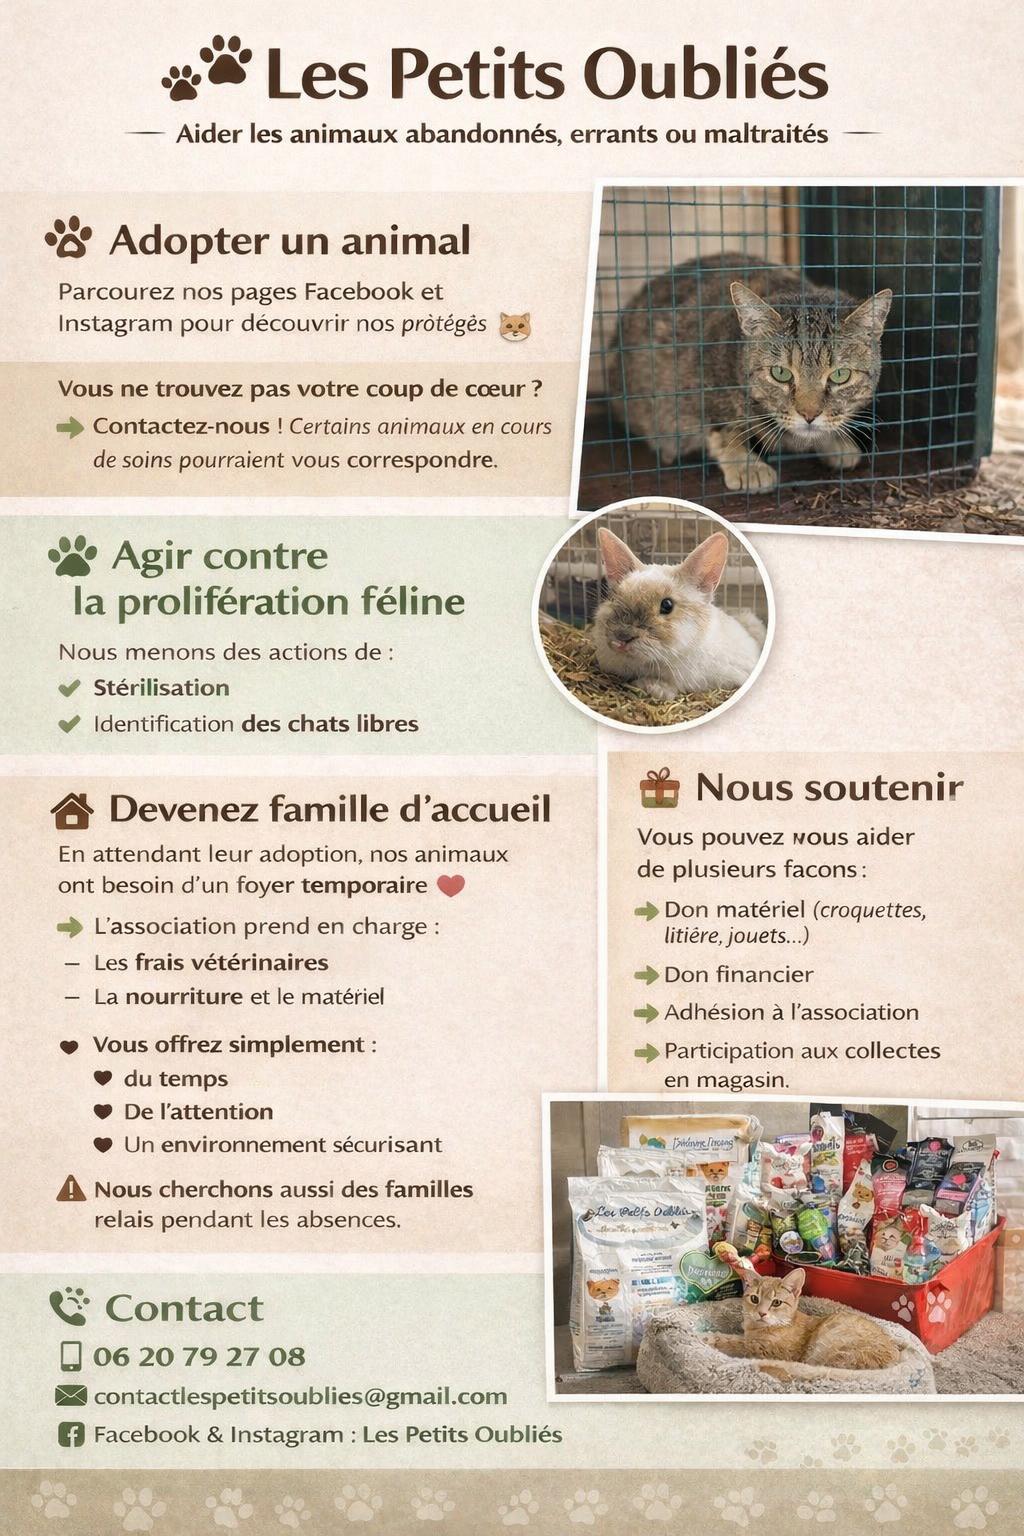 Les Petits Oubliés
Aider les animaux abandonnés, errants ou maltraités
Adopter un animal
Parcourez nos pages Facebook et
Instagram pour découvrir nos pròtégès
Vous ne trouvez pas votre coup de cœur ?
Contactez-nous ! Certains animaux en cours
de soins pourraient vous correspondre.
Agir contre
la prolifération féline
Nous menons des actions de :
Stérilisation
Identification des chats libres
Devenez famille d'accueil
En attendant leur adoption, nos animaux
ont besoin d'un foyer temporaire
L'association prend en charge :
– Les frais vétérinaires
– La nourriture et le matériel
Vous offrez simplement :
du temps
De l'attention
Un environnement sécurisant
Nous cherchons aussi des familles
relais pendant les absences.
Nous soutenir
Vous pouvez nous aider
de plusieurs facons :
Don matériel (croquettes,
litière, jouets...)
Don financier
Adhésion à l'association
Participation aux collectes
en magasin.
Contact
06 20 79 27 08
contactlespetitsoublies@gmail.com
Facebook & Instagram : Les Petits Oubliés